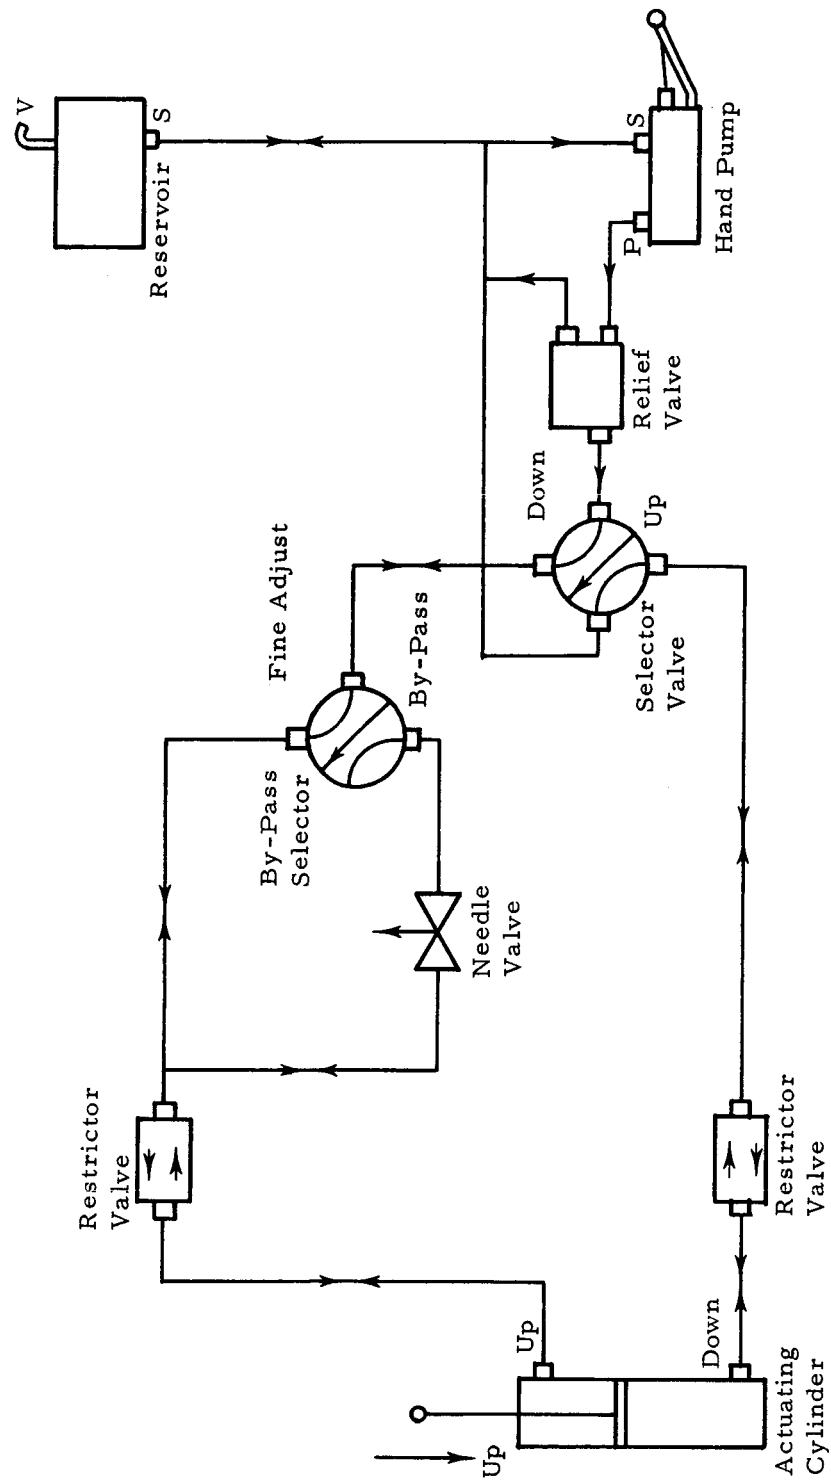 V
S
Reservoir
S
P
Hand Pump
Relief
Valve
Down
Up
Selector
Valve
Fine Adjust
By-Pass
By-Pass
Selector
Needle
Valve
Restrictor
Valve
Restrictor
Valve
Up
Down
Actuating
Cylinder
Up